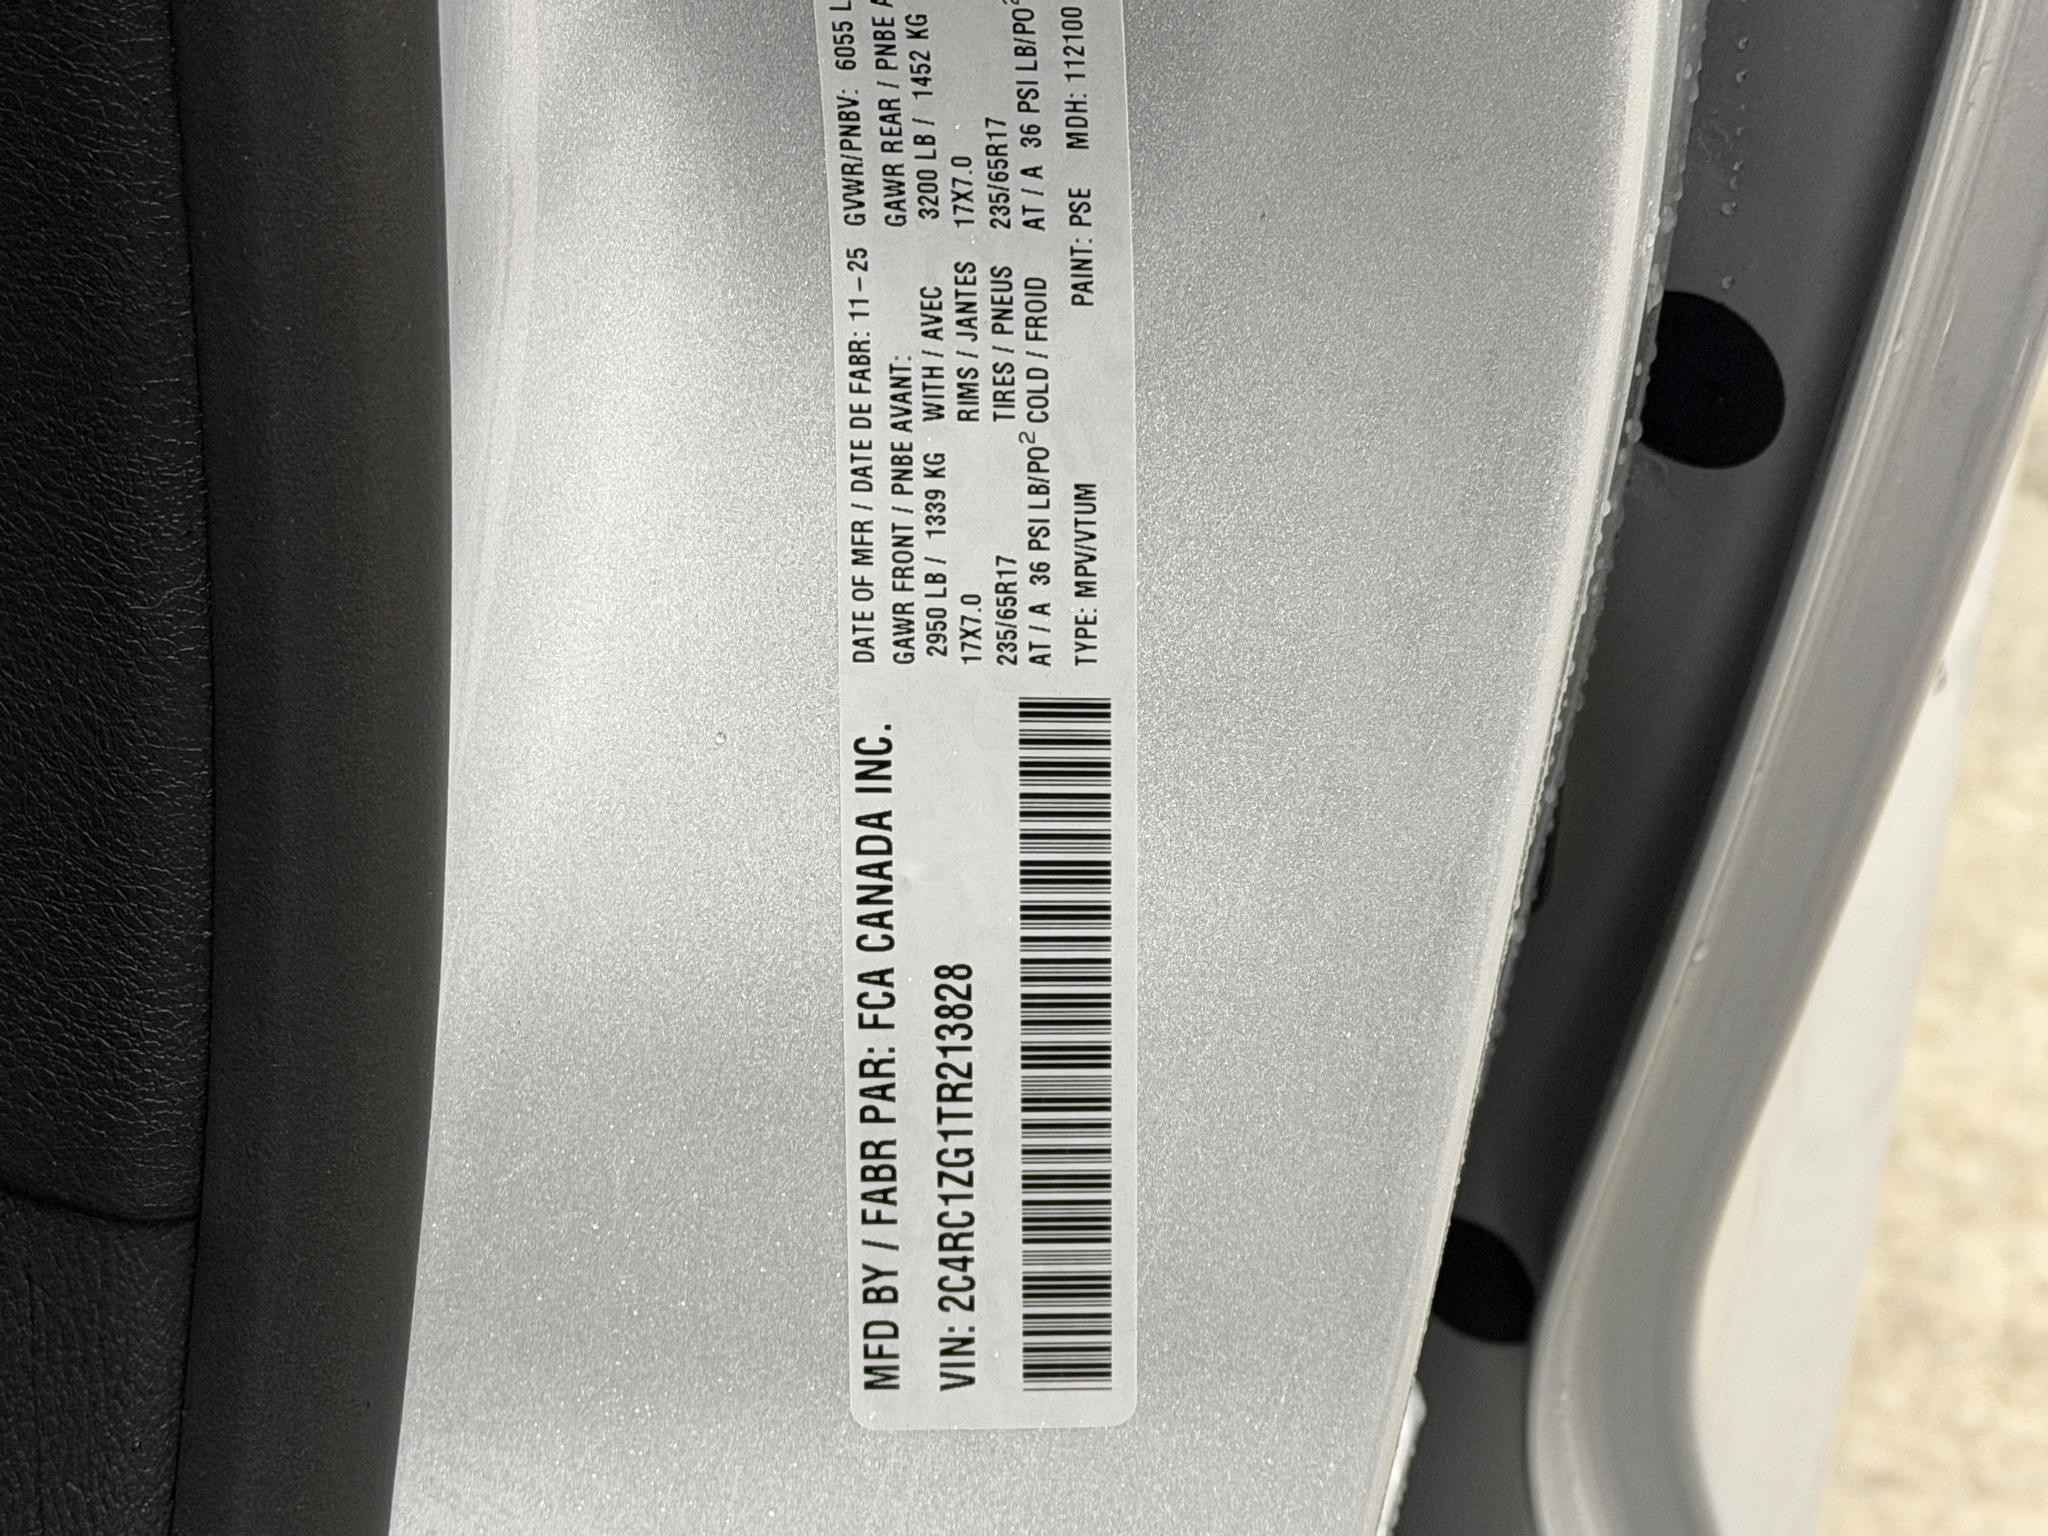 MFD BY / FABR PAR: FCA CANADA INC.
VIN: 2C4RC1ZG1TR213828
DATE OF MFR / DATE DE FABR: 11-25 GVWR/PNBV: 6055 L
GAWR FRONT / PNBE AVANT: GAWR REAR / PNBE A
2950 LB / 1339 KG WITH / AVEC 3200 LB / 1452 KG
17X7.0 RIMS / JANTES 17X7.0
235/65R17 TIRES / PNEUS 235/65R17
AT / A 36 PSI LB/PO² COLD / FROID AT / A 36 PSI LB/PO²
TYPE: MPV/VTUM PAINT: PSE MDH: 112100